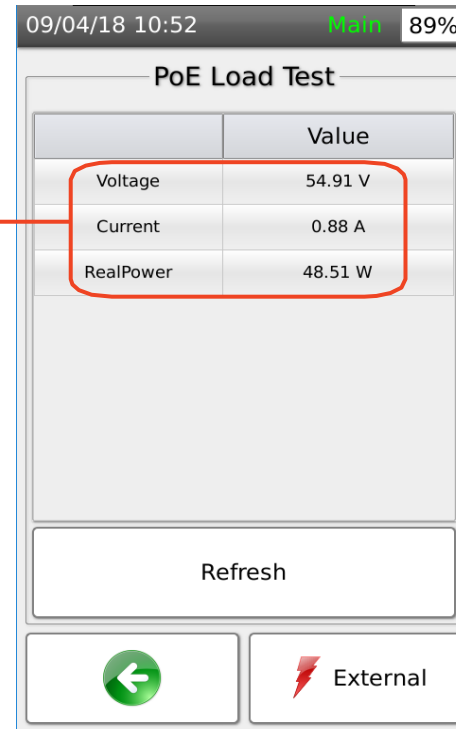 09/04/18 10:52 Main 89%
PoE Load Test
Value
Voltage 54.91 V
Current 0.88 A
RealPower 48.51 W
Refresh
External